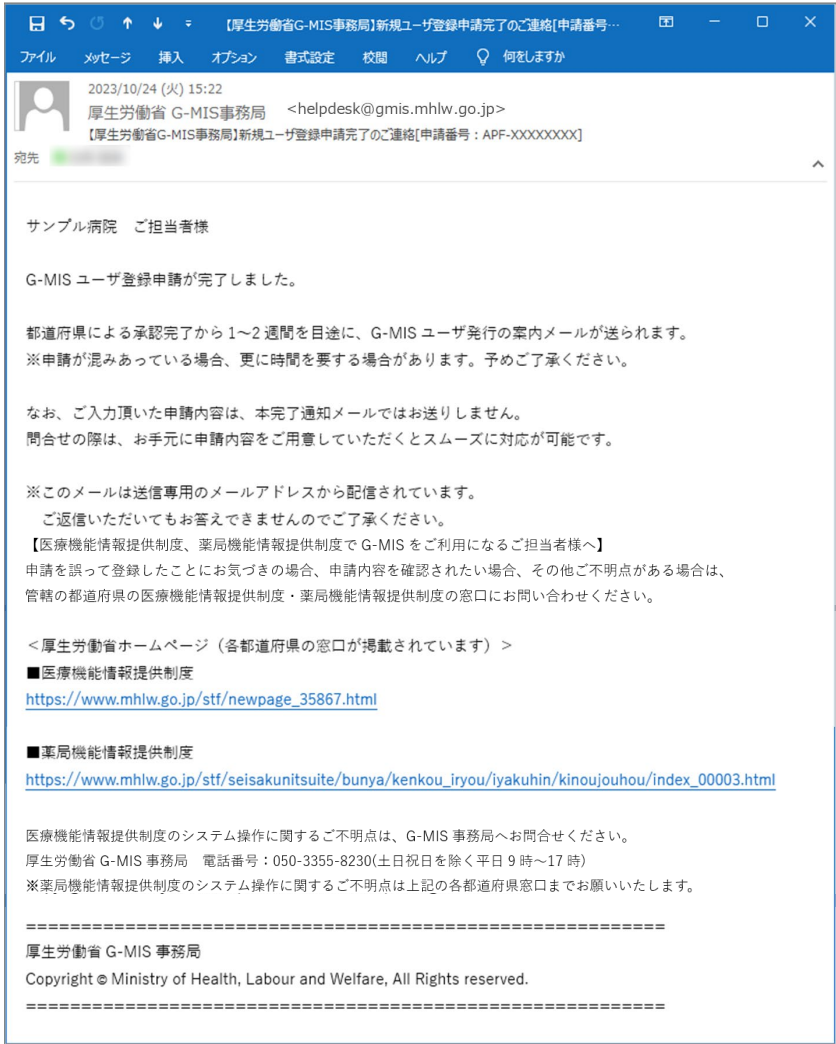 【厚生労働省G-MIS事務局】新規ユーザ登録申請完了のご連絡[申請番号…
ファイル メッセージ 挿入 オプション 書式設定 校閲 ヘルプ 何をしますか
2023/10/24 (火) 15:22
厚生労働省 G-MIS事務局 <helpdesk@gmis.mhlw.go.jp>
【厚生労働省G-MIS事務局】新規ユーザ登録申請完了のご連絡[申請番号：APF-XXXXXXXX]
宛先
サンプル病院　ご担当者様
G-MIS ユーザ登録申請が完了しました。
都道府県による承認完了から 1～2 週間を目途に、G-MIS ユーザ発行の案内メールが送られます。
※申請が混みあっている場合、更に時間を要する場合があります。予めご了承ください。
なお、ご入力頂いた申請内容は、本完了通知メールではお送りしません。
問合せの際は、お手元に申請内容をご用意していただくとスムーズに対応が可能です。
※このメールは送信専用のメールアドレスから配信されています。
ご返信いただいてもお答えできませんのでご了承ください。
【医療機能情報提供制度、薬局機能情報提供制度で G-MIS をご利用になるご担当者様へ】
申請を誤って登録したことにお気づきの場合、申請内容を確認されたい場合、その他ご不明点がある場合は、
管轄の都道府県の医療機能情報提供制度・薬局機能情報提供制度の窓口にお問い合わせください。
＜厚生労働省ホームページ（各都道府県の窓口が掲載されています）＞
■医療機能情報提供制度
https://www.mhlw.go.jp/stf/newpage_35867.html
■薬局機能情報提供制度
https://www.mhlw.go.jp/stf/seisakunitsuite/bunya/kenkou_iryou/iyakuhin/kinoujouhou/index_00003.html
医療機能情報提供制度のシステム操作に関するご不明点は、G-MIS 事務局へお問合せください。
厚生労働省 G-MIS 事務局　電話番号：050-3355-8230(土日祝日を除く平日 9 時～17 時)
※薬局機能情報提供制度のシステム操作に関するご不明点は上記の各都道府県窓口までお願いいたします。
==========================================================
厚生労働省 G-MIS 事務局
Copyright © Ministry of Health, Labour and Welfare, All Rights reserved.
==========================================================